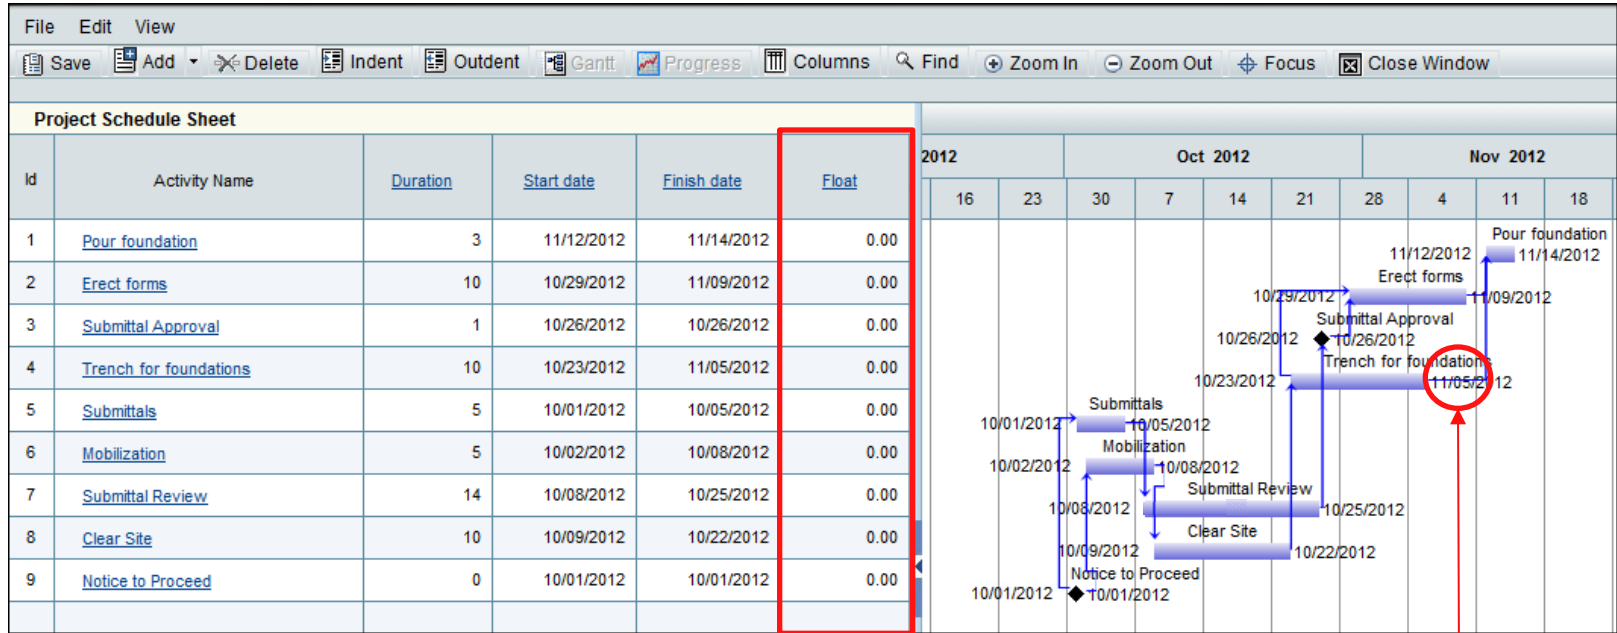 File Edit View
Save Add Delete Indent Outdent Gantt Progress Columns Find Zoom In Zoom Out Focus Close Window
Project Schedule Sheet
Id Activity Name Duration Start date Finish date Float
2012 Oct 2012 Nov 2012
16 23 30 7 14 21 28 4 11 18
1 Pour foundation 3 11/12/2012 11/14/2012 0.00
2 Erect forms 10 10/29/2012 11/09/2012 0.00
3 Submittal Approval 1 10/26/2012 10/26/2012 0.00
4 Trench for foundations 10 10/23/2012 11/05/2012 0.00
5 Submittals 5 10/01/2012 10/05/2012 0.00
6 Mobilization 5 10/02/2012 10/08/2012 0.00
7 Submittal Review 14 10/08/2012 10/25/2012 0.00
8 Clear Site 10 10/09/2012 10/22/2012 0.00
9 Notice to Proceed 0 10/01/2012 10/01/2012 0.00
Pour foundation
11/12/2012 11/14/2012
Erect forms
10/29/2012 11/09/2012
Submittal Approval
10/26/2012 10/26/2012
Trench for foundations
10/23/2012 11/05/2012
Submittals
10/01/2012 10/05/2012
Mobilization
10/02/2012 10/08/2012
Submittal Review
10/08/2012 10/25/2012
Clear Site
10/09/2012 10/22/2012
Notice to Proceed
10/01/2012 10/01/2012